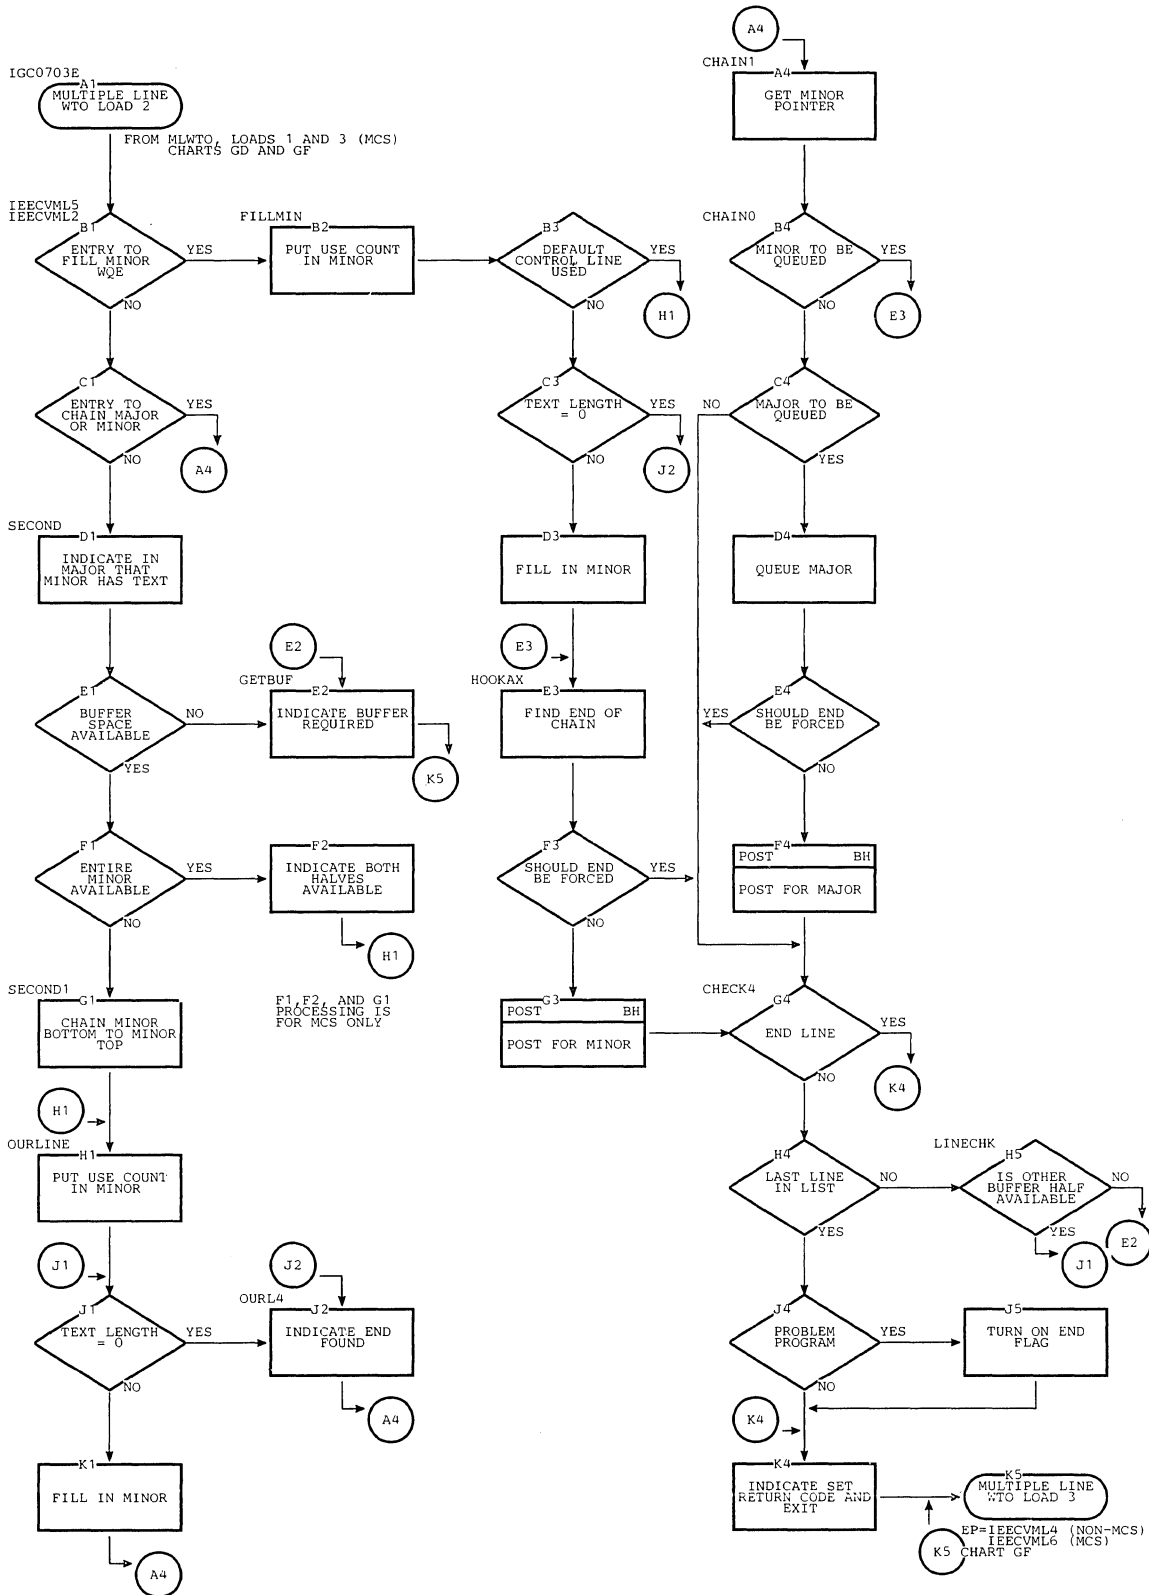 IGC0703E
A1
MULTIPLE LINE
WTO LOAD 2
FROM MLWTO, LOADS 1 AND 3 (MCS)
CHARTS GD AND GF
IEECVML5
IEECVML2
B1
ENTRY TO
FILL MINOR
WQE
YES
NO
FILLMIN
B2
PUT USE COUNT
IN MINOR
B3
DEFAULT
CONTROL LINE
USED
YES
H1
NO
C1
ENTRY TO
CHAIN MAJOR
OR MINOR
YES
A4
NO
C3
TEXT LENGTH
= 0
YES
J2
NO
SECOND
D1
INDICATE IN
MAJOR THAT
MINOR HAS TEXT
D3
FILL IN MINOR
E1
BUFFER
SPACE
AVAILABLE
NO
YES
E2
GETBUF
E2
INDICATE BUFFER
REQUIRED
K5
E3
HOOKAX
E3
FIND END OF
CHAIN
F1
ENTIRE
MINOR
AVAILABLE
YES
NO
F2
INDICATE BOTH
HALVES
AVAILABLE
H1
F3
SHOULD END
BE FORCED
YES
NO
SECOND1
G1
CHAIN MINOR
BOTTOM TO MINOR
TOP
F1,F2, AND G1
PROCESSING IS
FOR MCS ONLY
G3
POST BH
POST FOR MINOR
H1
OURLINE
H1
PUT USE COUNT
IN MINOR
J1
J1
TEXT LENGTH
= 0
YES
NO
J2
OURL4
J2
INDICATE END
FOUND
A4
K1
FILL IN MINOR
A4
A4
CHAIN1
A4
GET MINOR
POINTER
CHAIN0
B4
MINOR TO BE
QUEUED
YES
E3
NO
C4
MAJOR TO BE
QUEUED
NO
YES
D4
QUEUE MAJOR
E4
SHOULD END
BE FORCED
YES
NO
F4
POST BH
POST FOR MAJOR
CHECK4
G4
END LINE
YES
K4
NO
H4
LAST LINE
IN LIST
NO
YES
LINECHK
H5
IS OTHER
BUFFER HALF
AVAILABLE
NO
E2
YES
J1
J4
PROBLEM
PROGRAM
YES
NO
J5
TURN ON END
FLAG
K4
K4
INDICATE SET
RETURN CODE AND
EXIT
K5
MULTIPLE LINE
WTO LOAD 3
EP=IEECVML4 (NON-MCS)
IEECVML6 (MCS)
K5
CHART GF